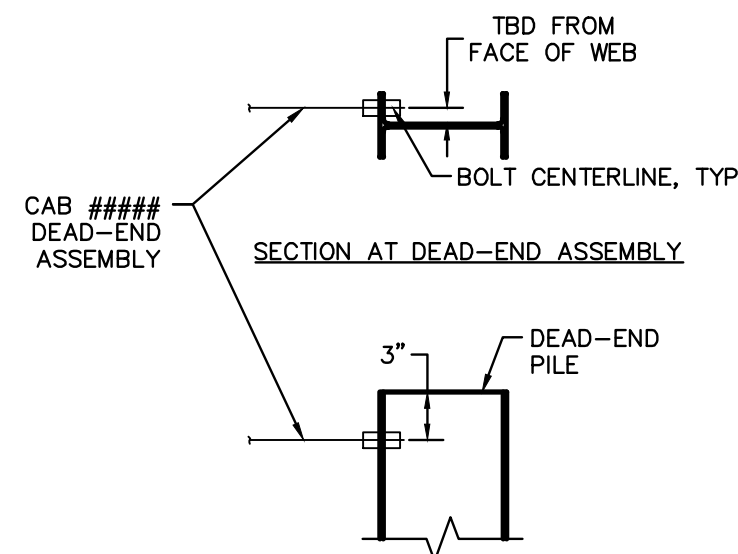 TBD FROM
FACE OF WEB
BOLT CENTERLINE, TYP
CAB #####
DEAD-END
ASSEMBLY
SECTION AT DEAD-END ASSEMBLY
3"
DEAD-END
PILE